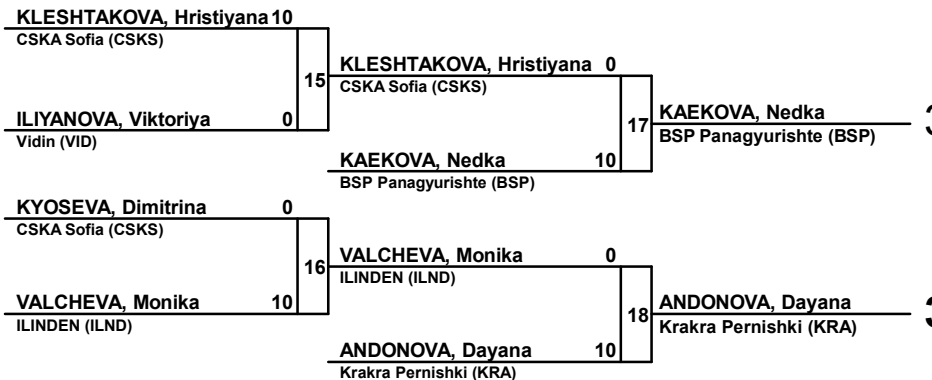 KLESHTAKOVA, Hristiyana 10
CSKA Sofia (CSKS)
15
KLESHTAKOVA, Hristiyana 0
CSKA Sofia (CSKS)
ILIYANOVA, Viktoriya 0
Vidin (VID)
17
KAEKOVA, Nedka
BSP Panagyurishte (BSP)
3
KAEKOVA, Nedka 10
BSP Panagyurishte (BSP)
KYOSEVA, Dimitrina 0
CSKA Sofia (CSKS)
16
VALCHEVA, Monika 0
ILINDEN (ILND)
VALCHEVA, Monika 10
ILINDEN (ILND)
18
ANDONOVA, Dayana
Krakra Pernishki (KRA)
3
ANDONOVA, Dayana 10
Krakra Pernishki (KRA)